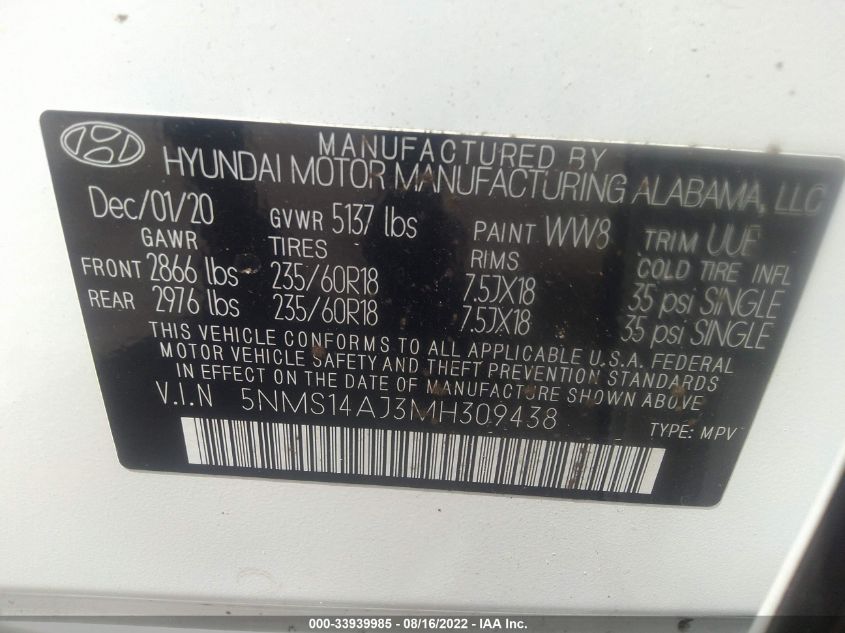 MANUFACTURED BY
HYUNDAI MOTOR MANUFACTURING ALABAMA, LLC
Dec/01/20 GVWR 5137 lbs PAINT WW8 TRIM UUE
GAWR TIRES RIMS COLD TIRE INFL
FRONT 2866 lbs 235/60R18 7.5JX18 35 psi SINGLE
REAR 2976 lbs 235/60R18 7.5JX18 35 psi SINGLE
THIS VEHICLE CONFORMS TO ALL APPLICABLE U.S.A. FEDERAL
MOTOR VEHICLE SAFETY AND THEFT PREVENTION STANDARDS
IN EFFECT ON THE DATE OF MANUFACTURE SHOWN ABOVE
V.I.N 5NMS14AJ3MH309438 TYPE: MPV
000-33939985 - 08/16/2022 - IAA Inc.